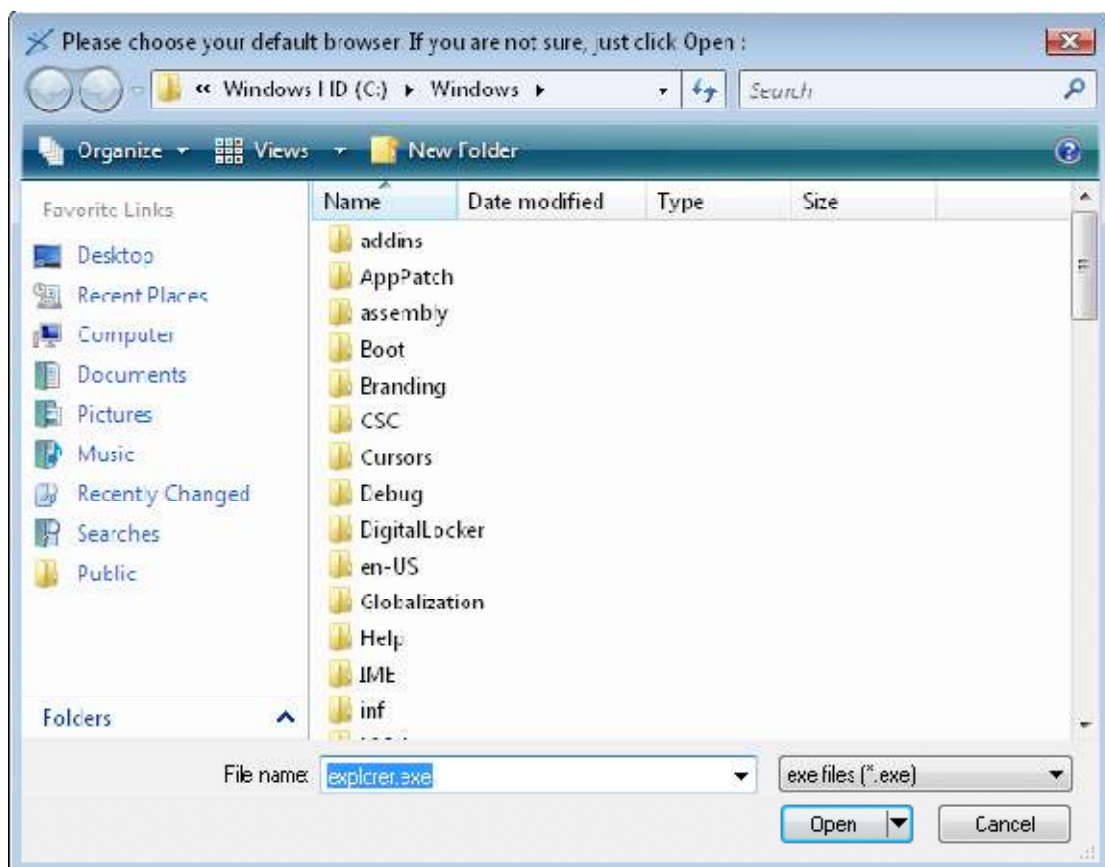 Please choose your default browser. If you are not sure, just click Open :
« Windows HD (C:) ▸ Windows ▸
Search
Organize Views New Folder
Favorite Links
Desktop
Recent Places
Computer
Documents
Pictures
Music
Recently Changed
Searches
Public
Folders
Name Date modified Type Size
addins
AppPatch
assembly
Boot
Branding
CSC
Cursors
Debug
DigitalLocker
en-US
Globalization
Help
IME
inf
File name: explorer.exe
exe files (*.exe)
Open Cancel